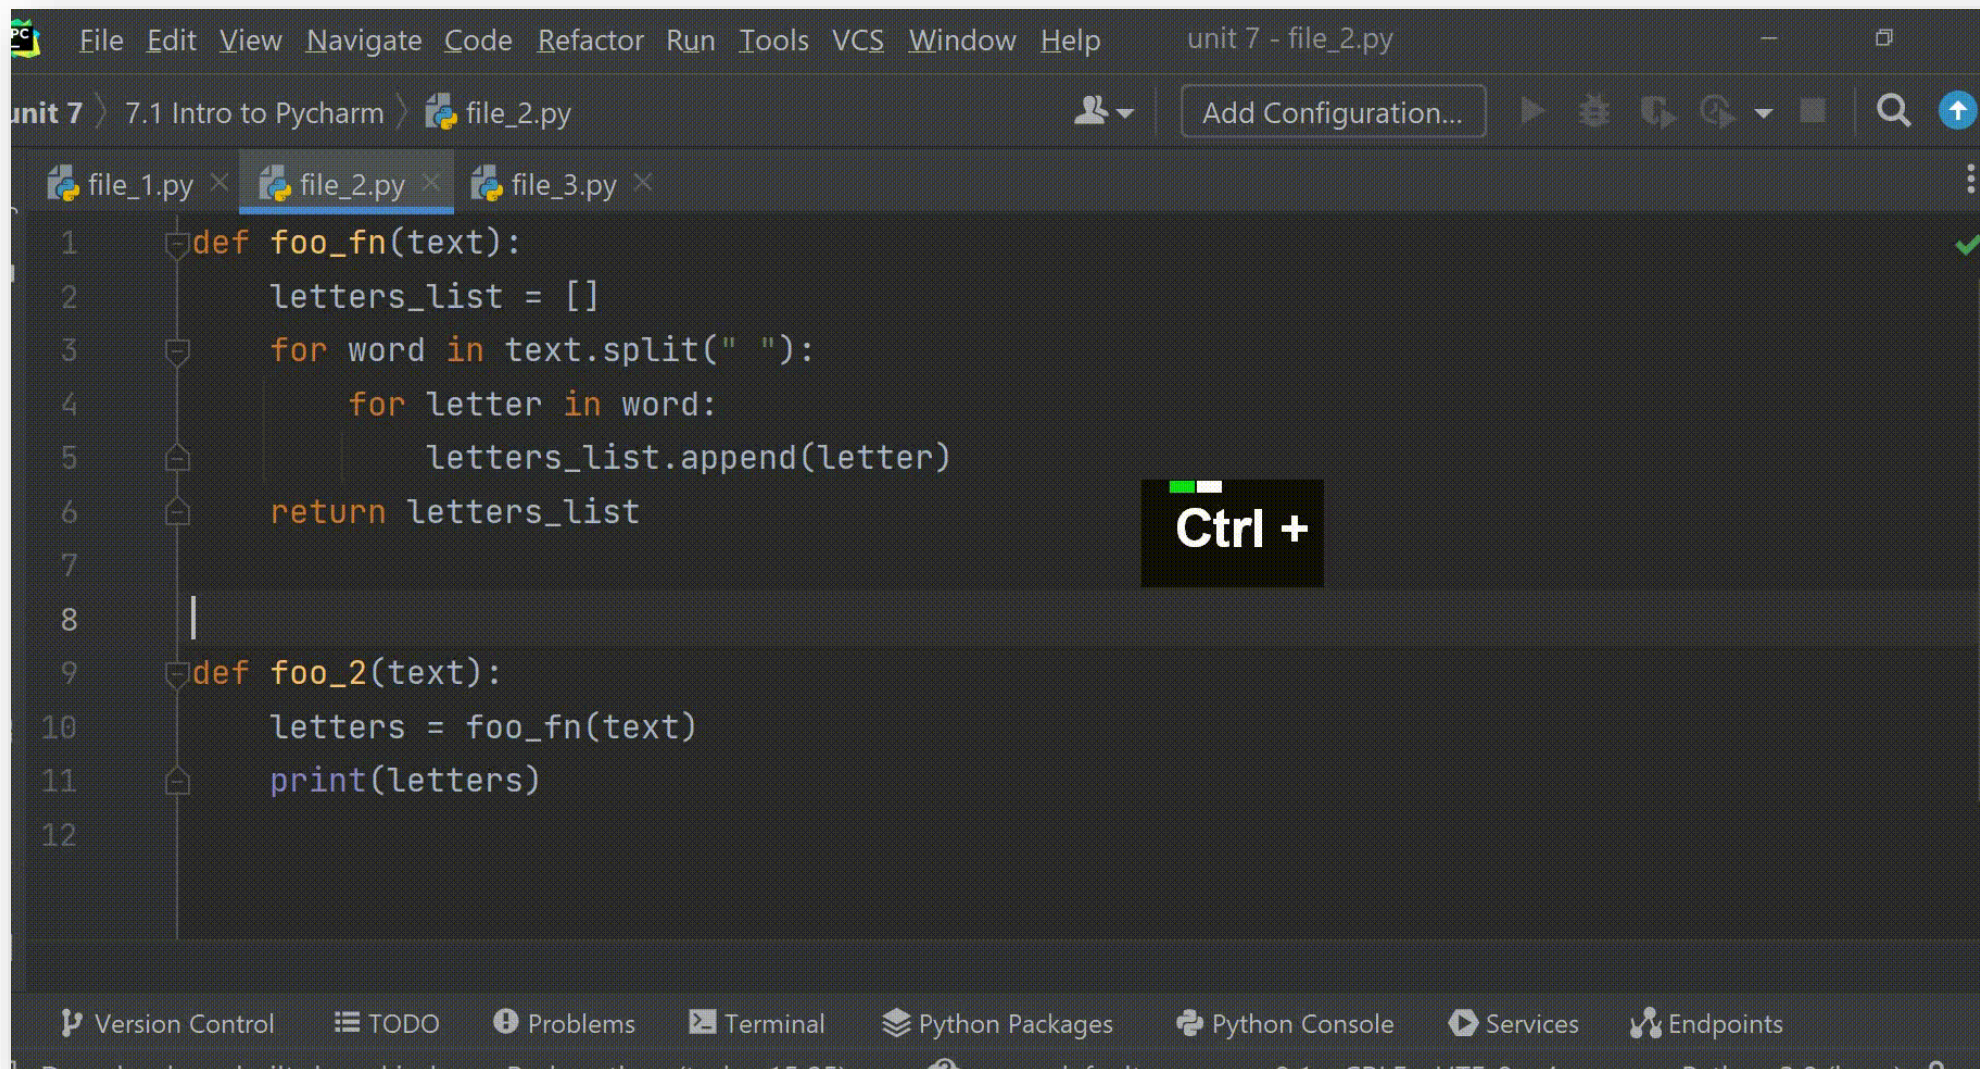 PC
File Edit View Navigate Code Refactor Run Tools VCS Window Help unit 7 - file_2.py
unit 7 7.1 Intro to Pycharm file_2.py Add Configuration...
file_1.py file_2.py file_3.py
1 def foo_fn(text):
2 letters_list = []
3 for word in text.split(" "):
4 for letter in word:
5 letters_list.append(letter)
6 return letters_list
7
8
9 def foo_2(text):
10 letters = foo_fn(text)
11 print(letters)
12
Ctrl +
Version Control TODO Problems Terminal Python Packages Python Console Services Endpoints